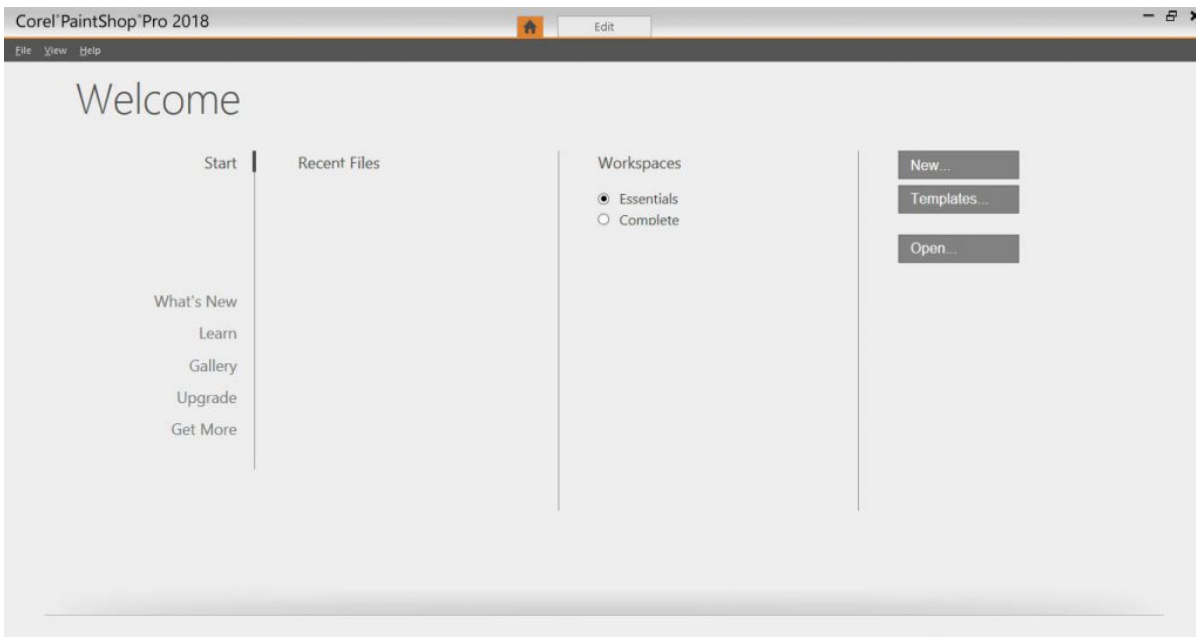 Corel®PaintShop®Pro 2018
Edit
File View Help
Welcome
Start
What's New
Learn
Gallery
Upgrade
Get More
Recent Files
Workspaces
Essentials
Complete
New...
Templates...
Open...